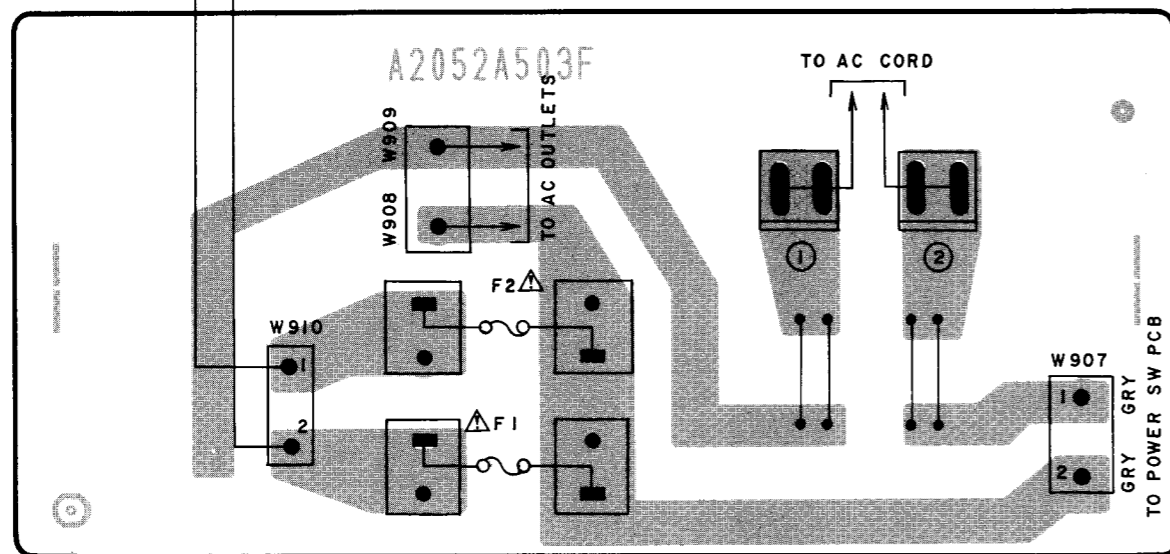 A2052A503F
TO AC CORD
W909
W908
TO AC OUTLETS
1
2
F2
W910
1
2
F1
W907
1
2
GRY
GRY
TO POWER SW PCB